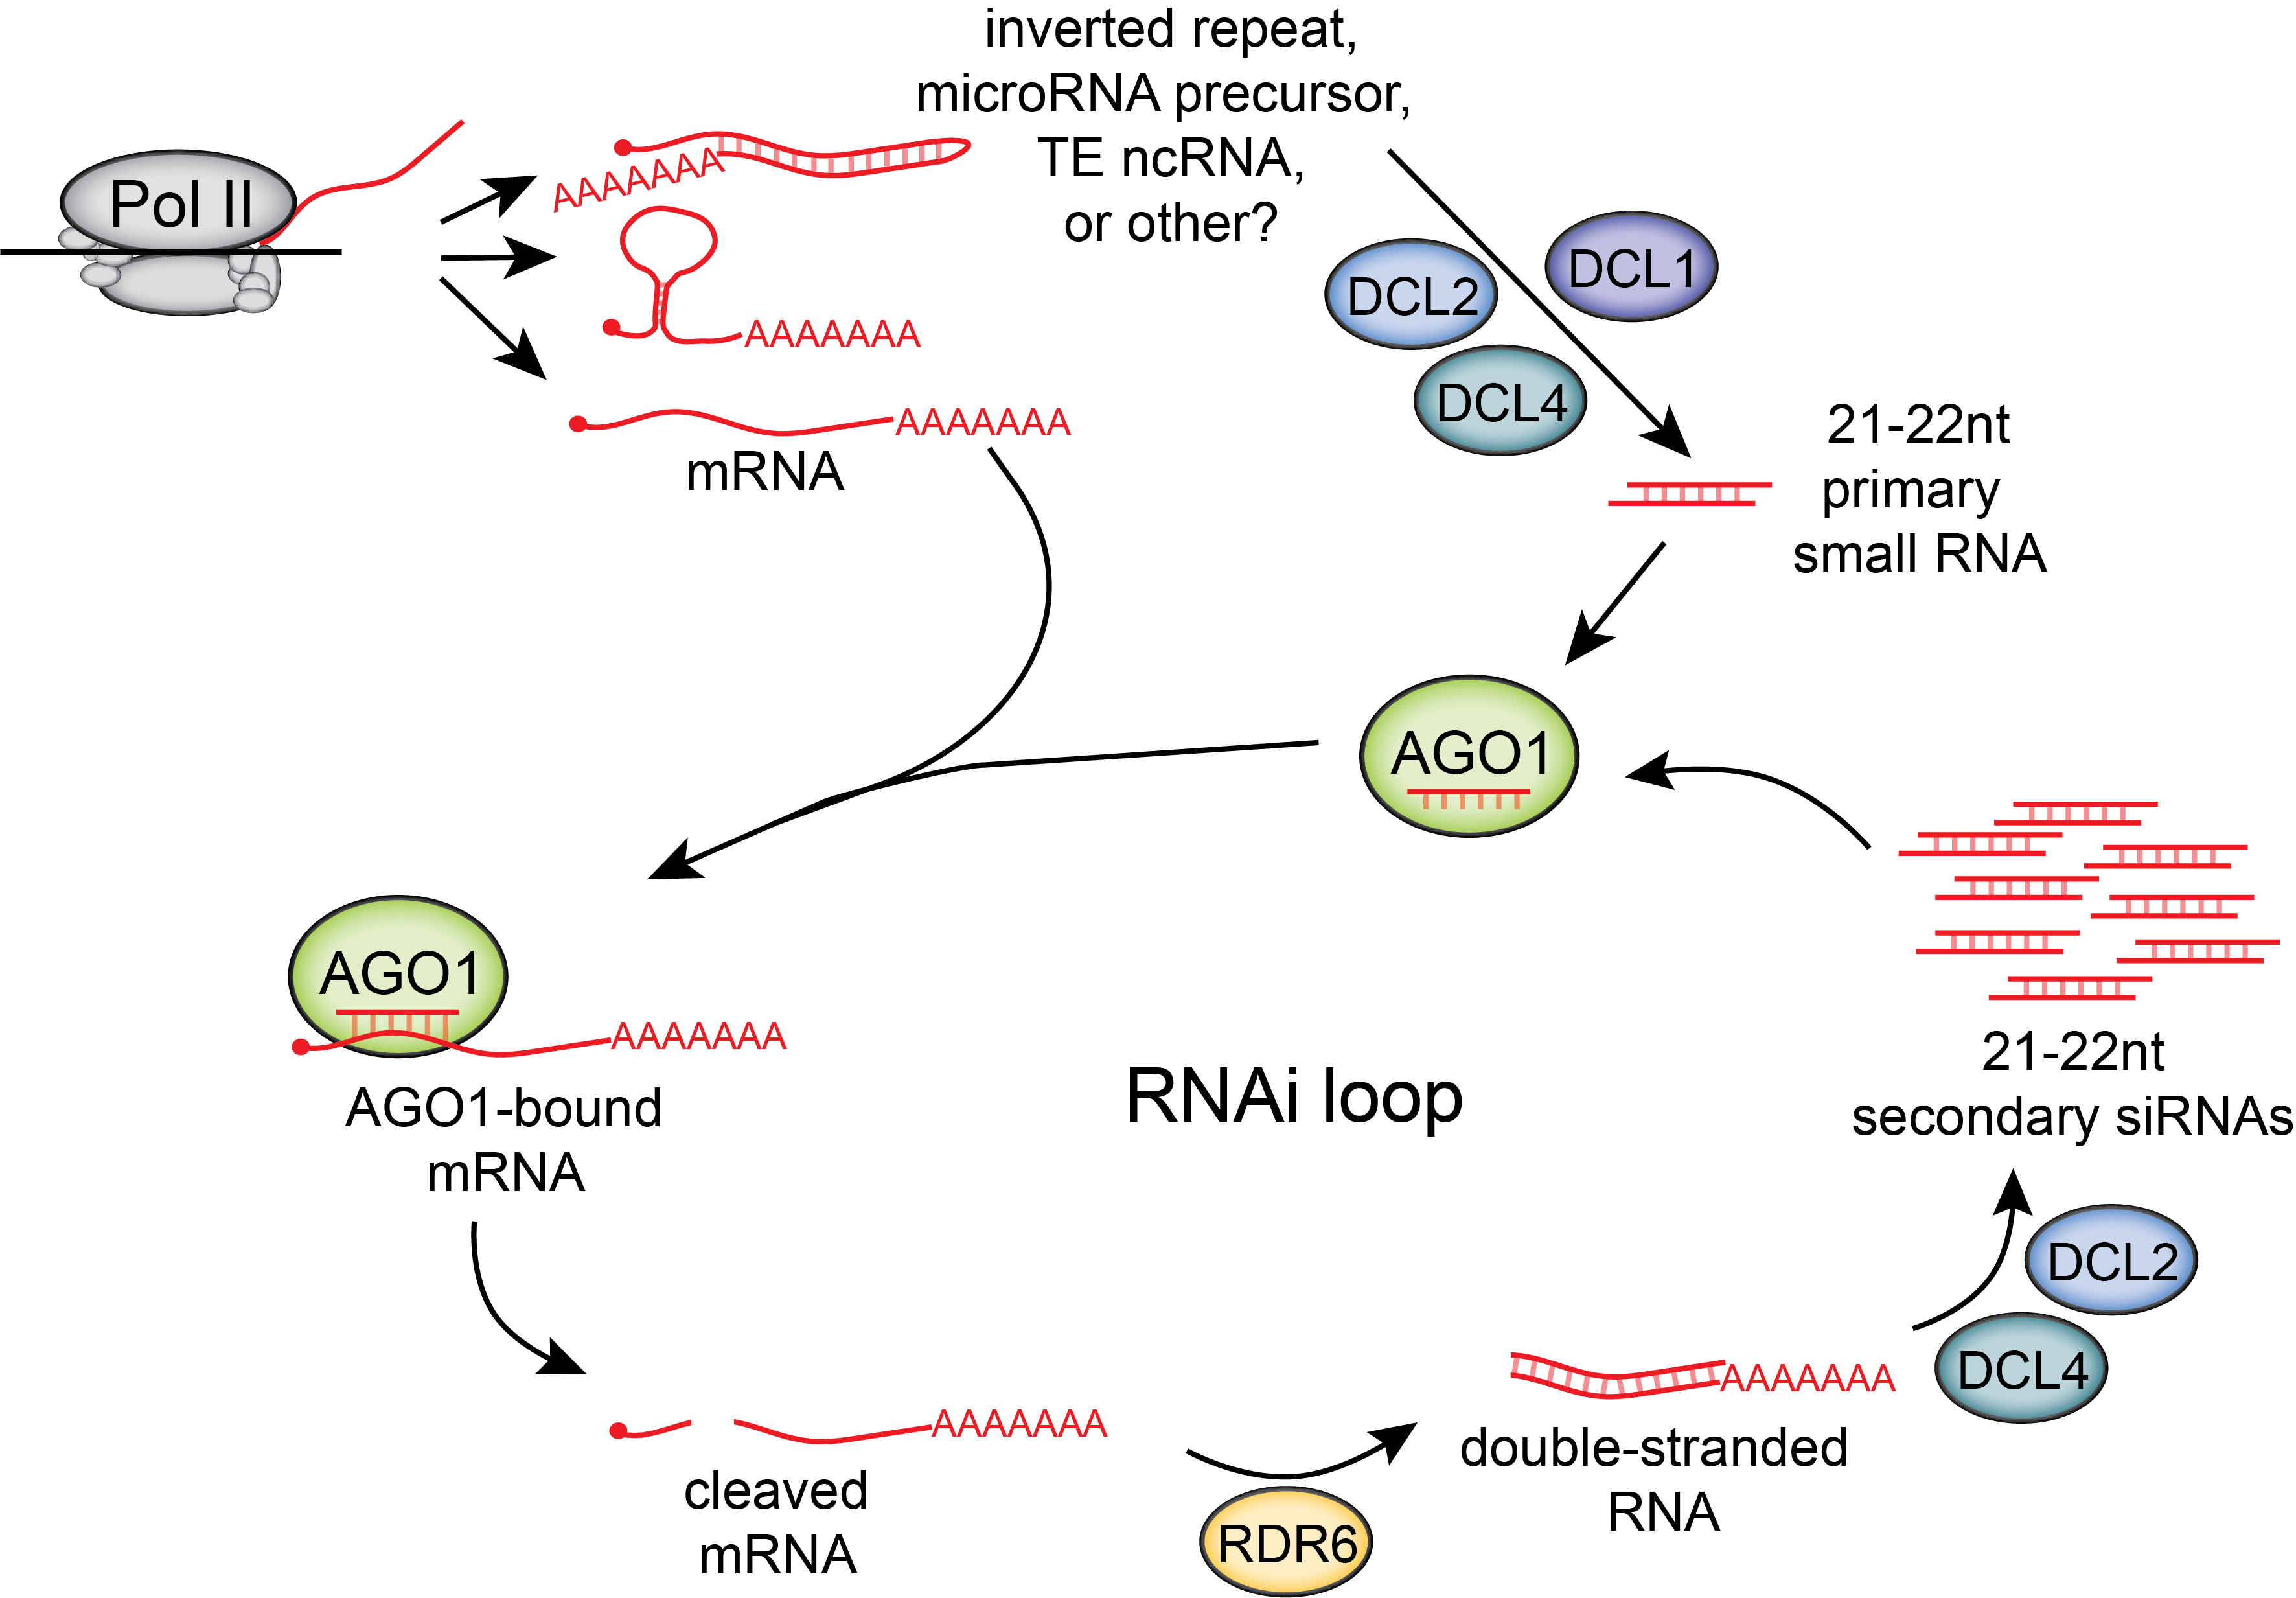 inverted repeat,
microRNA precursor,
TE ncRNA,
or other?
Pol II
AAAAAAA
AAAAAAA
AAAAAAA
mRNA
DCL2
DCL1
DCL4
21-22nt
primary
small RNA
AGO1
AGO1
AAAAAAA
AGO1-bound
mRNA
RNAi loop
21-22nt
secondary siRNAs
DCL2
DCL4
AAAAAAA
cleaved
mRNA
RDR6
AAAAAAA
double-stranded
RNA